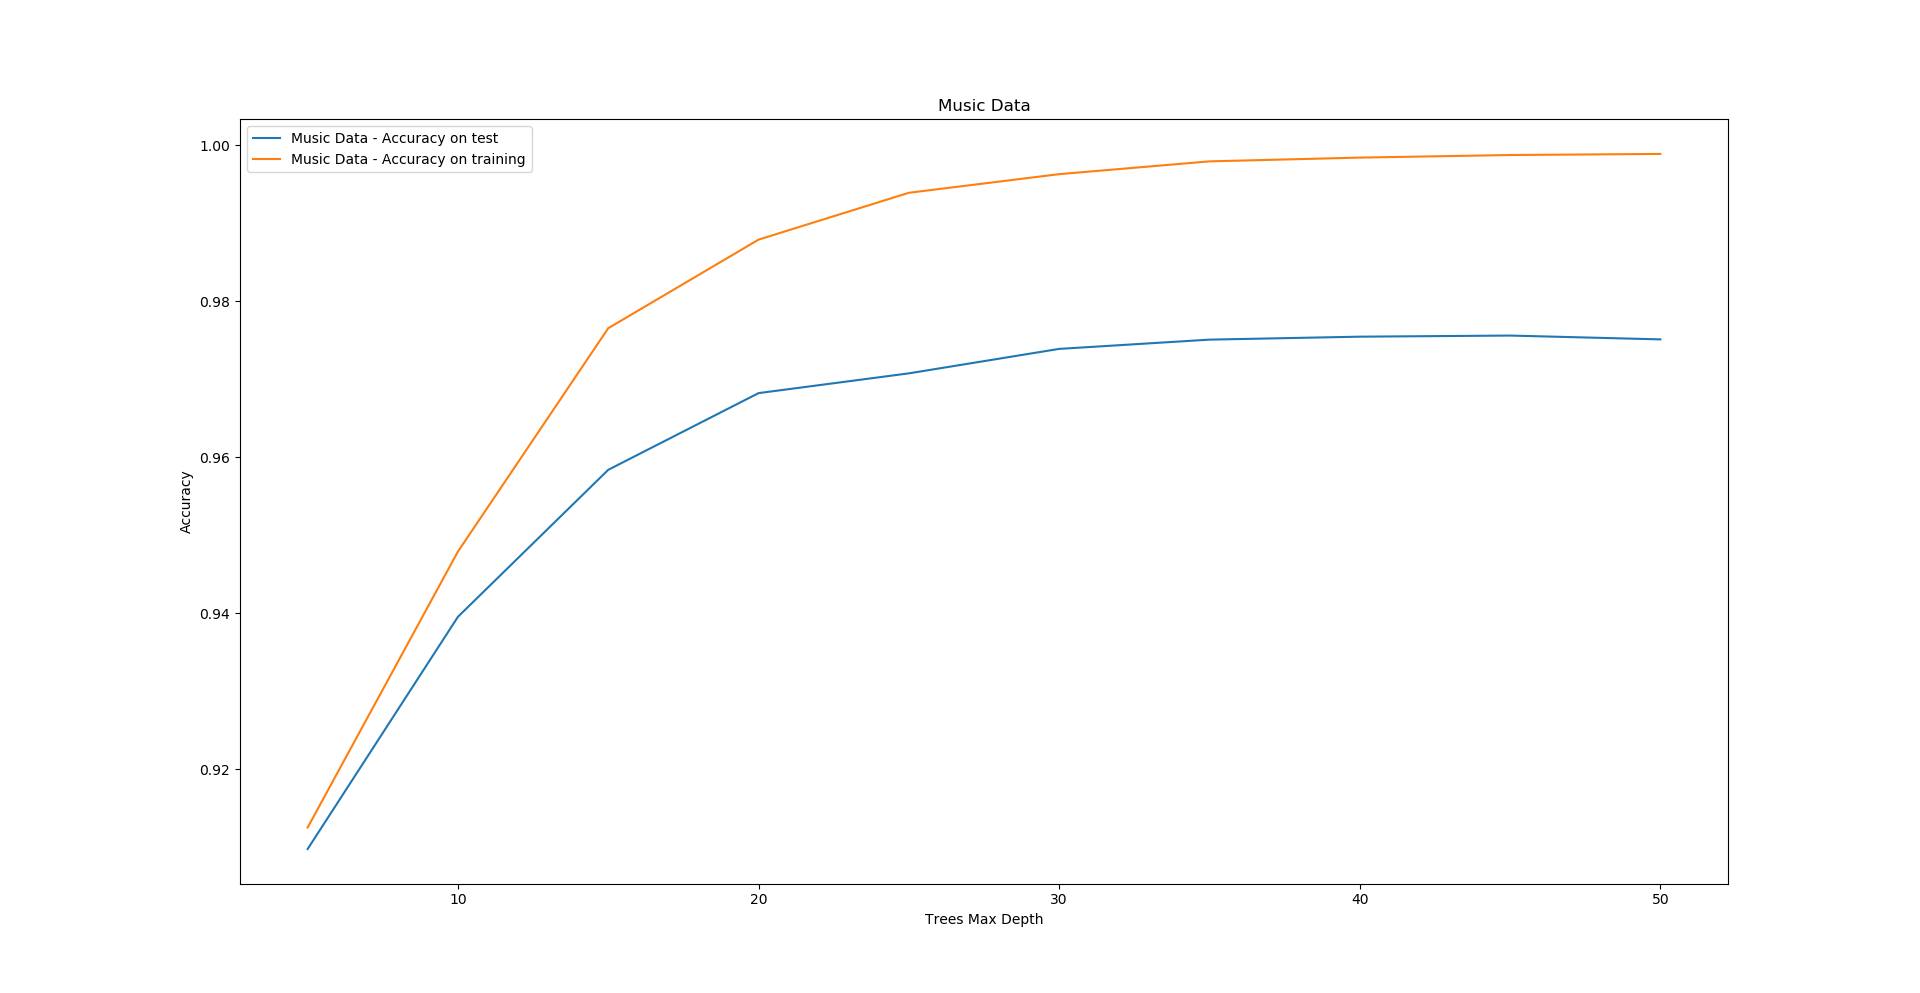 Music Data
Music Data - Accuracy on test
Music Data - Accuracy on training
1.00
0.98
0.96
0.94
0.92
Accuracy
10 20 30 40 50
Trees Max Depth